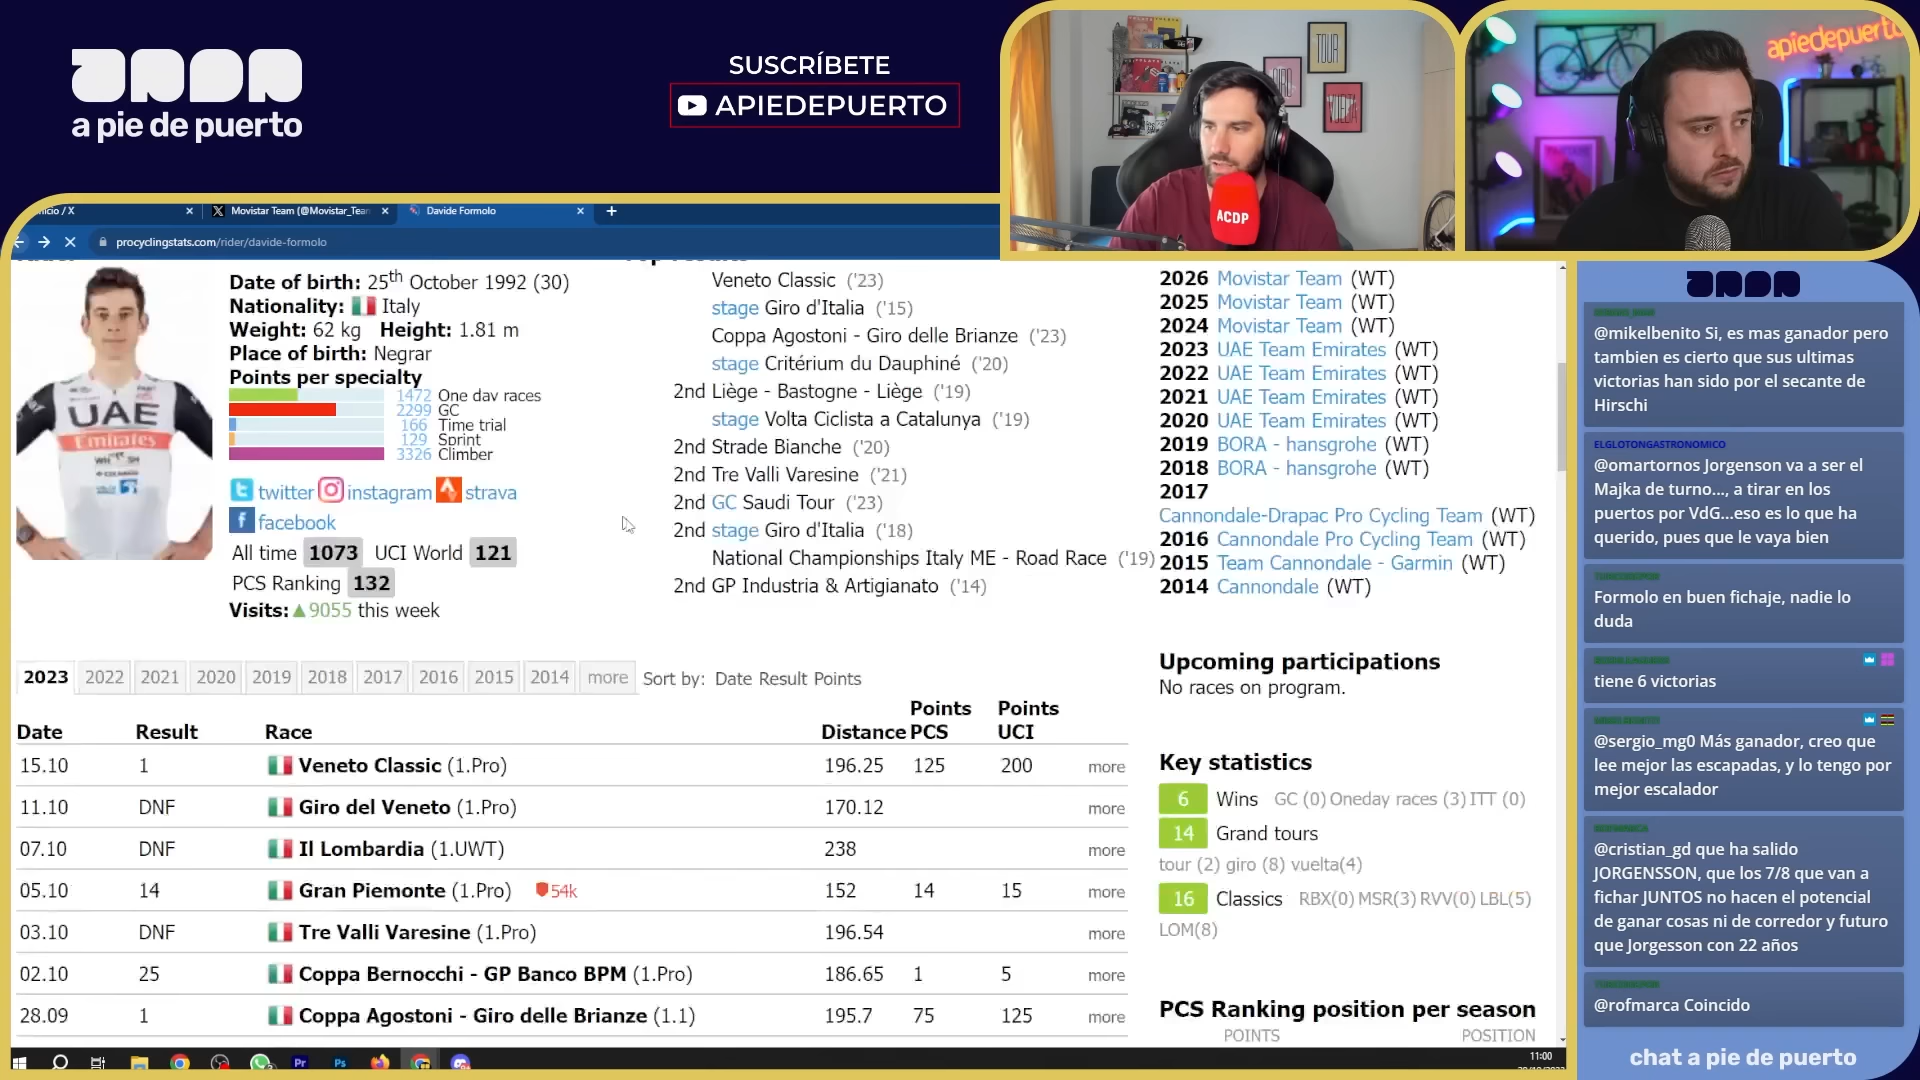 a pie de puerto
SUSCRÍBETE
APIEDEPUERTO
TOUR
GIRO
VUELTA
ACDP
apiedepuerto
Inicio / X
Movistar Team (@Movistar_Tean
Davide Formolo
procyclingstats.com/rider/davide-formolo
Date of birth: 25th October 1992 (30)
Nationality: Italy
Weight: 62 kg Height: 1.81 m
Place of birth: Negrar
Points per specialty
1472 One day races
2299 GC
166 Time trial
129 Sprint
3326 Climber
twitter instagram strava
facebook
All time 1073 UCI World 121
PCS Ranking 132
Visits: ▲9055 this week
UAE
Emirates
Top results
Veneto Classic ('23)
stage Giro d'Italia ('15)
Coppa Agostoni - Giro delle Brianze ('23)
stage Critérium du Dauphiné ('20)
2nd Liège - Bastogne - Liège ('19)
stage Volta Ciclista a Catalunya ('19)
2nd Strade Bianche ('20)
2nd Tre Valli Varesine ('21)
2nd GC Saudi Tour ('23)
2nd stage Giro d'Italia ('18)
National Championships Italy ME - Road Race ('19)
2nd GP Industria & Artigianato ('14)
2026 Movistar Team (WT)
2025 Movistar Team (WT)
2024 Movistar Team (WT)
2023 UAE Team Emirates (WT)
2022 UAE Team Emirates (WT)
2021 UAE Team Emirates (WT)
2020 UAE Team Emirates (WT)
2019 BORA - hansgrohe (WT)
2018 BORA - hansgrohe (WT)
2017
Cannondale-Drapac Pro Cycling Team (WT)
2016 Cannondale Pro Cycling Team (WT)
2015 Team Cannondale - Garmin (WT)
2014 Cannondale (WT)
2023 2022 2021 2020 2019 2018 2017 2016 2015 2014 more Sort by: Date Result Points
Date Result Race Distance Points PCS Points UCI
15.10 1 Veneto Classic (1.Pro) 196.25 125 200 more
11.10 DNF Giro del Veneto (1.Pro) 170.12 more
07.10 DNF Il Lombardia (1.UWT) 238 more
05.10 14 Gran Piemonte (1.Pro) 54k 152 14 15 more
03.10 DNF Tre Valli Varesine (1.Pro) 196.54 more
02.10 25 Coppa Bernocchi - GP Banco BPM (1.Pro) 186.65 1 5 more
28.09 1 Coppa Agostoni - Giro delle Brianze (1.1) 195.7 75 125 more
Upcoming participations
No races on program.
Key statistics
6 Wins GC (0) Oneday races (3) ITT (0)
14 Grand tours
tour (2) giro (8) vuelta(4)
16 Classics RBX(0) MSR(3) RVV(0) LBL(5)
LOM(8)
PCS Ranking position per season
POINTS POSITION
Pr
Ps
11:00
@mikelbenito Si, es mas ganador pero
tambien es cierto que sus ultimas
victorias han sido por el secante de
Hirschi
ELGLOTONGASTRONOMICO
@omartornos Jorgenson va a ser el
Majka de turno..., a tirar en los
puertos por VdG...eso es lo que ha
querido, pues que le vaya bien
Formolo en buen fichaje, nadie lo
duda
tiene 6 victorias
@sergio_mg0 Más ganador, creo que
lee mejor las escapadas, y lo tengo por
mejor escalador
ROFMARCA
@cristian_gd que ha salido
JORGENSSON, que los 7/8 que van a
fichar JUNTOS no hacen el potencial
de ganar cosas ni de corredor y futuro
que Jorgesson con 22 años
@rofmarca Coincido
chat a pie de puerto